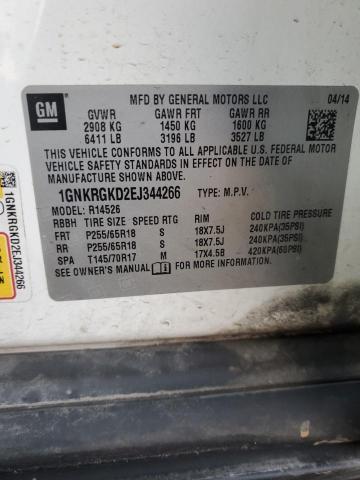 GM
MFD BY GENERAL MOTORS LLC 04/14
GVWR GAWR FRT GAWR RR
2908 KG 1450 KG 1600 KG
6411 LB 3196 LB 3527 LB
THIS VEHICLE CONFORMS TO ALL APPLICABLE U.S. FEDERAL MOTOR
VEHICLE SAFETY STANDARDS IN EFFECT ON THE DATE OF
MANUFACTURE SHOWN ABOVE.
1GNKRGKD2EJ344266 TYPE: M.P.V.
MODEL: R14526
RBBH TIRE SIZE SPEED RTG RIM COLD TIRE PRESSURE
FRT P255/65R18 S 18X7.5J 240KPA(35PSI)
RR P255/65R18 S 18X7.5J 240KPA(35PSI)
SPA T145/70R17 M 17X4.5B 420KPA(60PSI)
SEE OWNER'S MANUAL FOR MORE INFORMATION.
1GNKRGKD2EJ344266